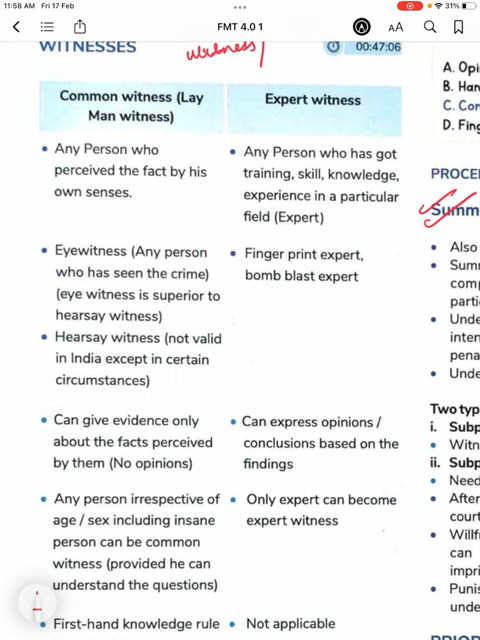 11:58 AM Fri 17 Feb
31%
FMT 4.0 1
AA
WITNESSES
witness
00:47:06
Common witness (Lay
Man witness)
Expert witness
• Any Person who
perceived the fact by his
own senses.
• Any Person who has got
training, skill, knowledge,
experience in a particular
field (Expert)
• Eyewitness (Any person
who has seen the crime)
(eye witness is superior to
hearsay witness)
• Hearsay witness (not valid
in India except in certain
circumstances)
• Finger print expert,
bomb blast expert
• Can give evidence only
about the facts perceived
by them (No opinions)
• Can express opinions /
conclusions based on the
findings
• Any person irrespective of
age / sex including insane
person can be common
witness (provided he can
understand the questions)
• Only expert can become
expert witness
• First-hand knowledge rule
• Not applicable
A. Opi
B. Han
C. Con
D. Fing
PROCE
Summ
• Also
• Sum
comp
parti
• Unde
inten
pena
• Unde
Two typ
i. Subp
• Witn
ii. Subp
• Need
• After
court
• Willfu
can
impri
• Punis
unde
PRIOR